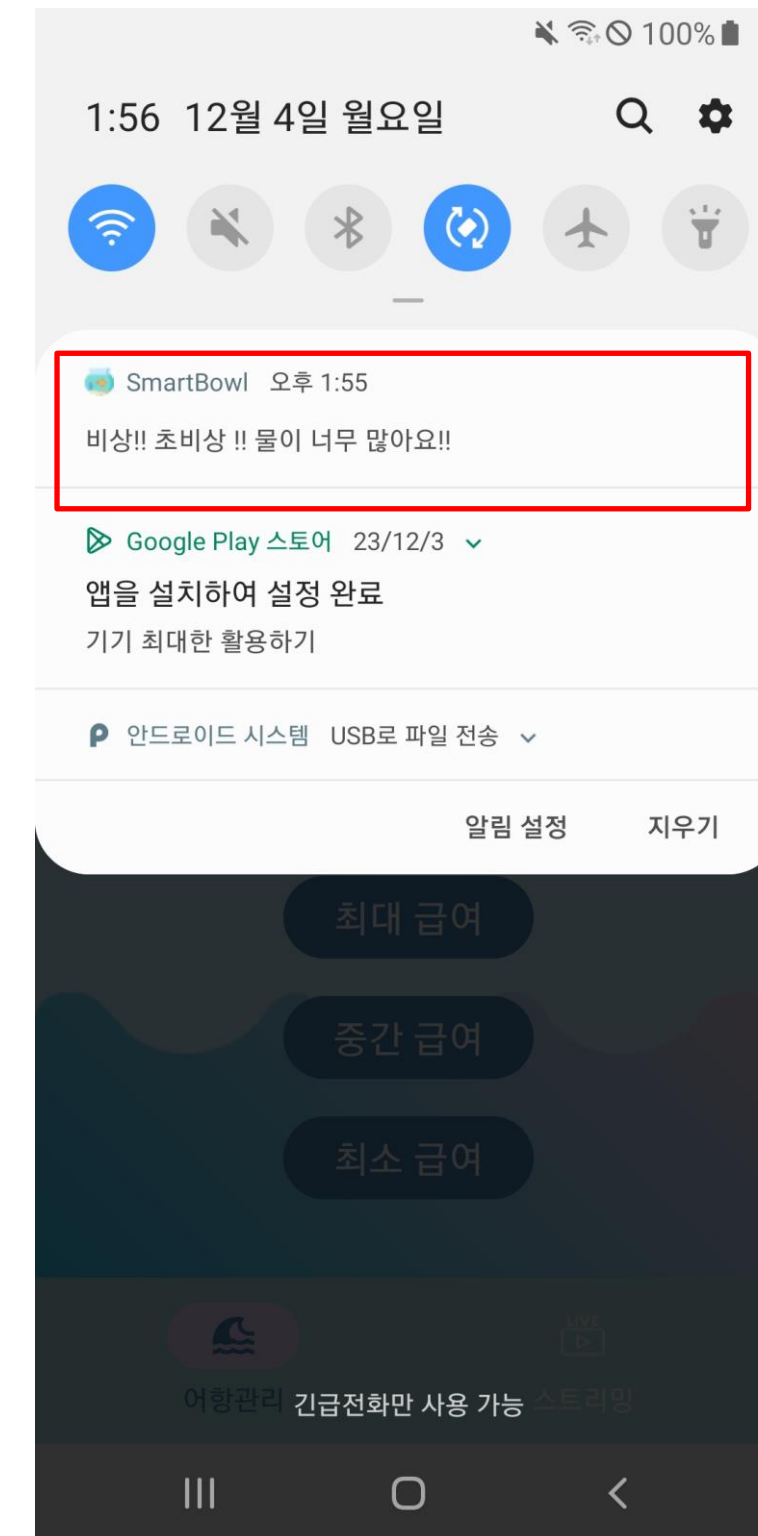 100%
1:56 12월 4일 월요일
SmartBowl 오후 1:55
비상!! 초비상 !! 물이 너무 많아요!!
Google Play 스토어 23/12/3
앱을 설치하여 설정 완료
기기 최대한 활용하기
안드로이드 시스템 USB로 파일 전송
알림 설정 지우기
최대 급여
중간 급여
최소 급여
LIVE
어항관리 스트리밍
긴급전화만 사용 가능